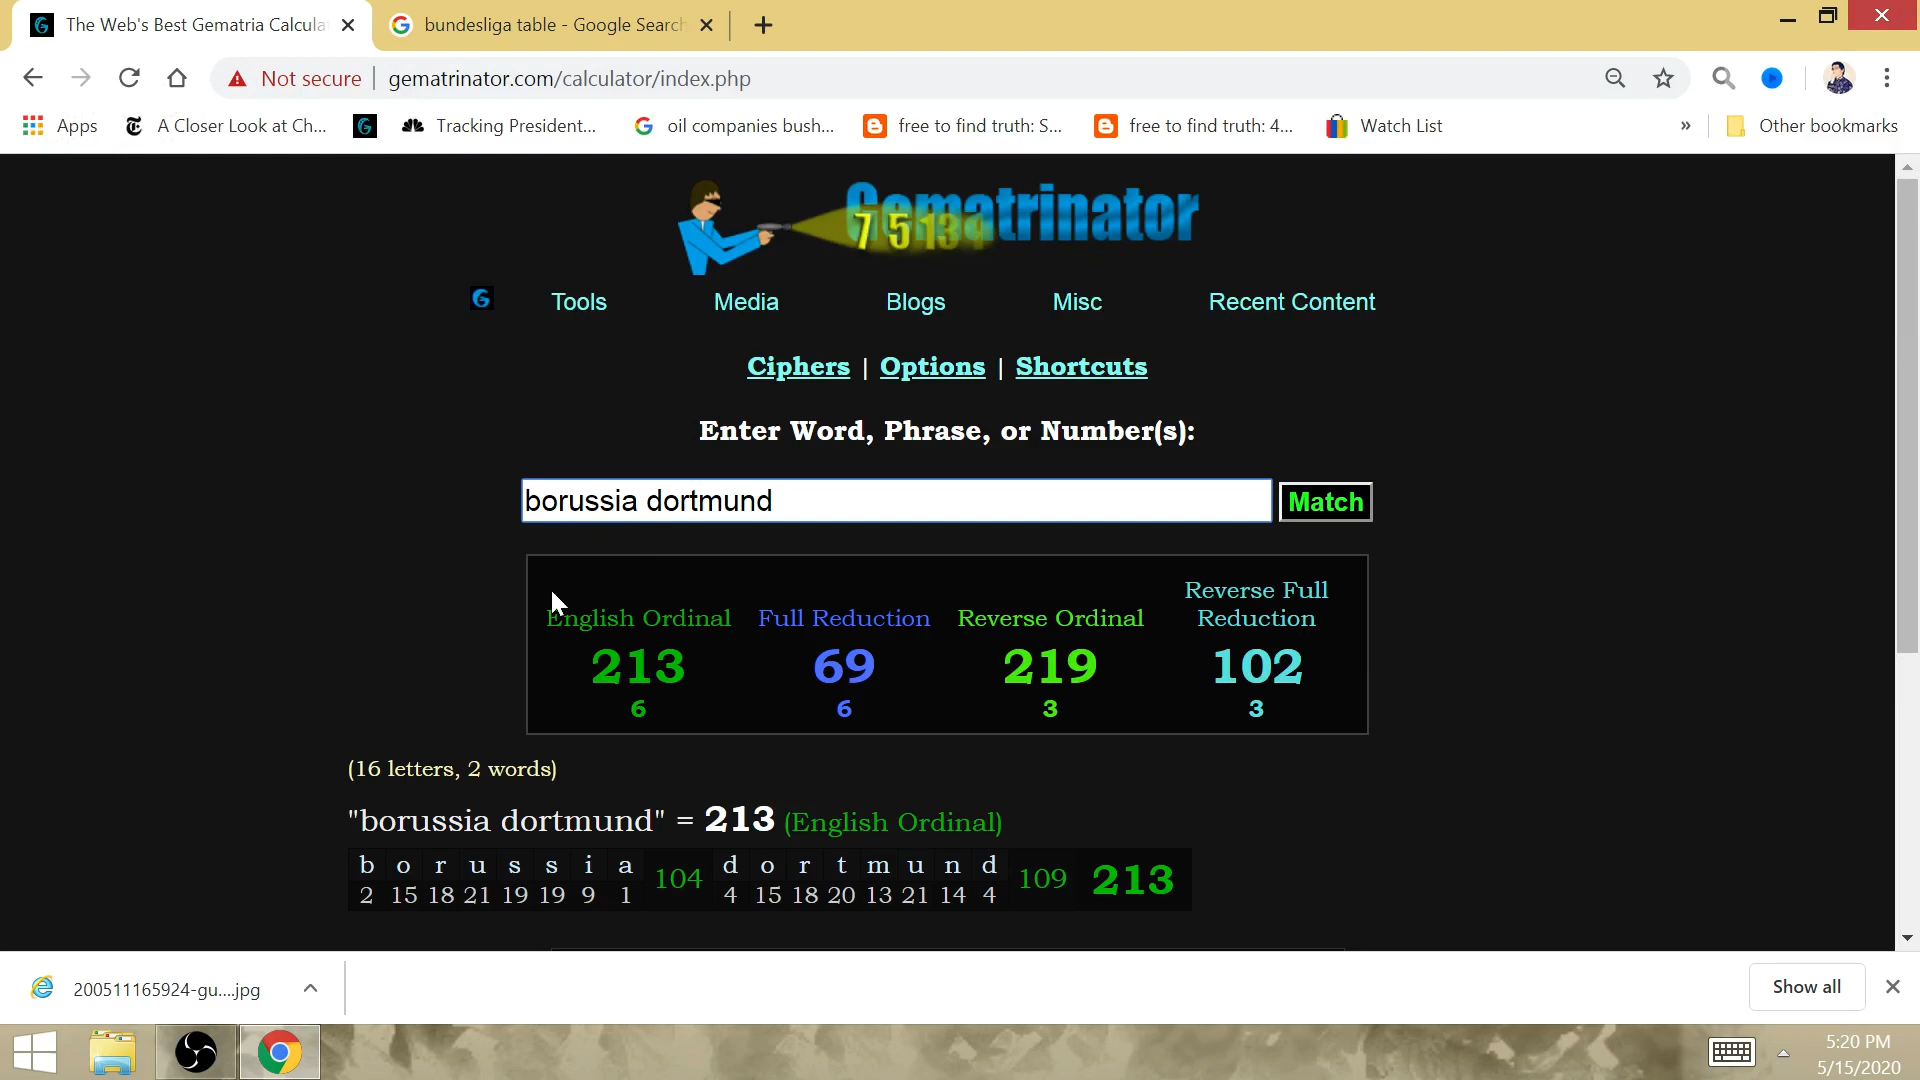 The Web's Best Gematria Calcula
bundesliga table - Google Search
Not secure
gematrinator.com/calculator/index.php
Apps
A Closer Look at Ch...
Tracking President...
oil companies bush...
free to find truth: S...
free to find truth: 4...
Watch List
»
Other bookmarks
Gematrinator
7 5 131
Tools Media Blogs Misc Recent Content
Ciphers | Options | Shortcuts
Enter Word, Phrase, or Number(s):
borussia dortmund
Match
English Ordinal Full Reduction Reverse Ordinal Reverse Full Reduction
213 69 219 102
6 6 3 3
(16 letters, 2 words)
"borussia dortmund" = 213 (English Ordinal)
b o r u s s i a 104 d o r t m u n d 109 213
2 15 18 21 19 19 9 1 4 15 18 20 13 21 14 4
200511165924-gu....jpg
Show all
5:20 PM
5/15/2020